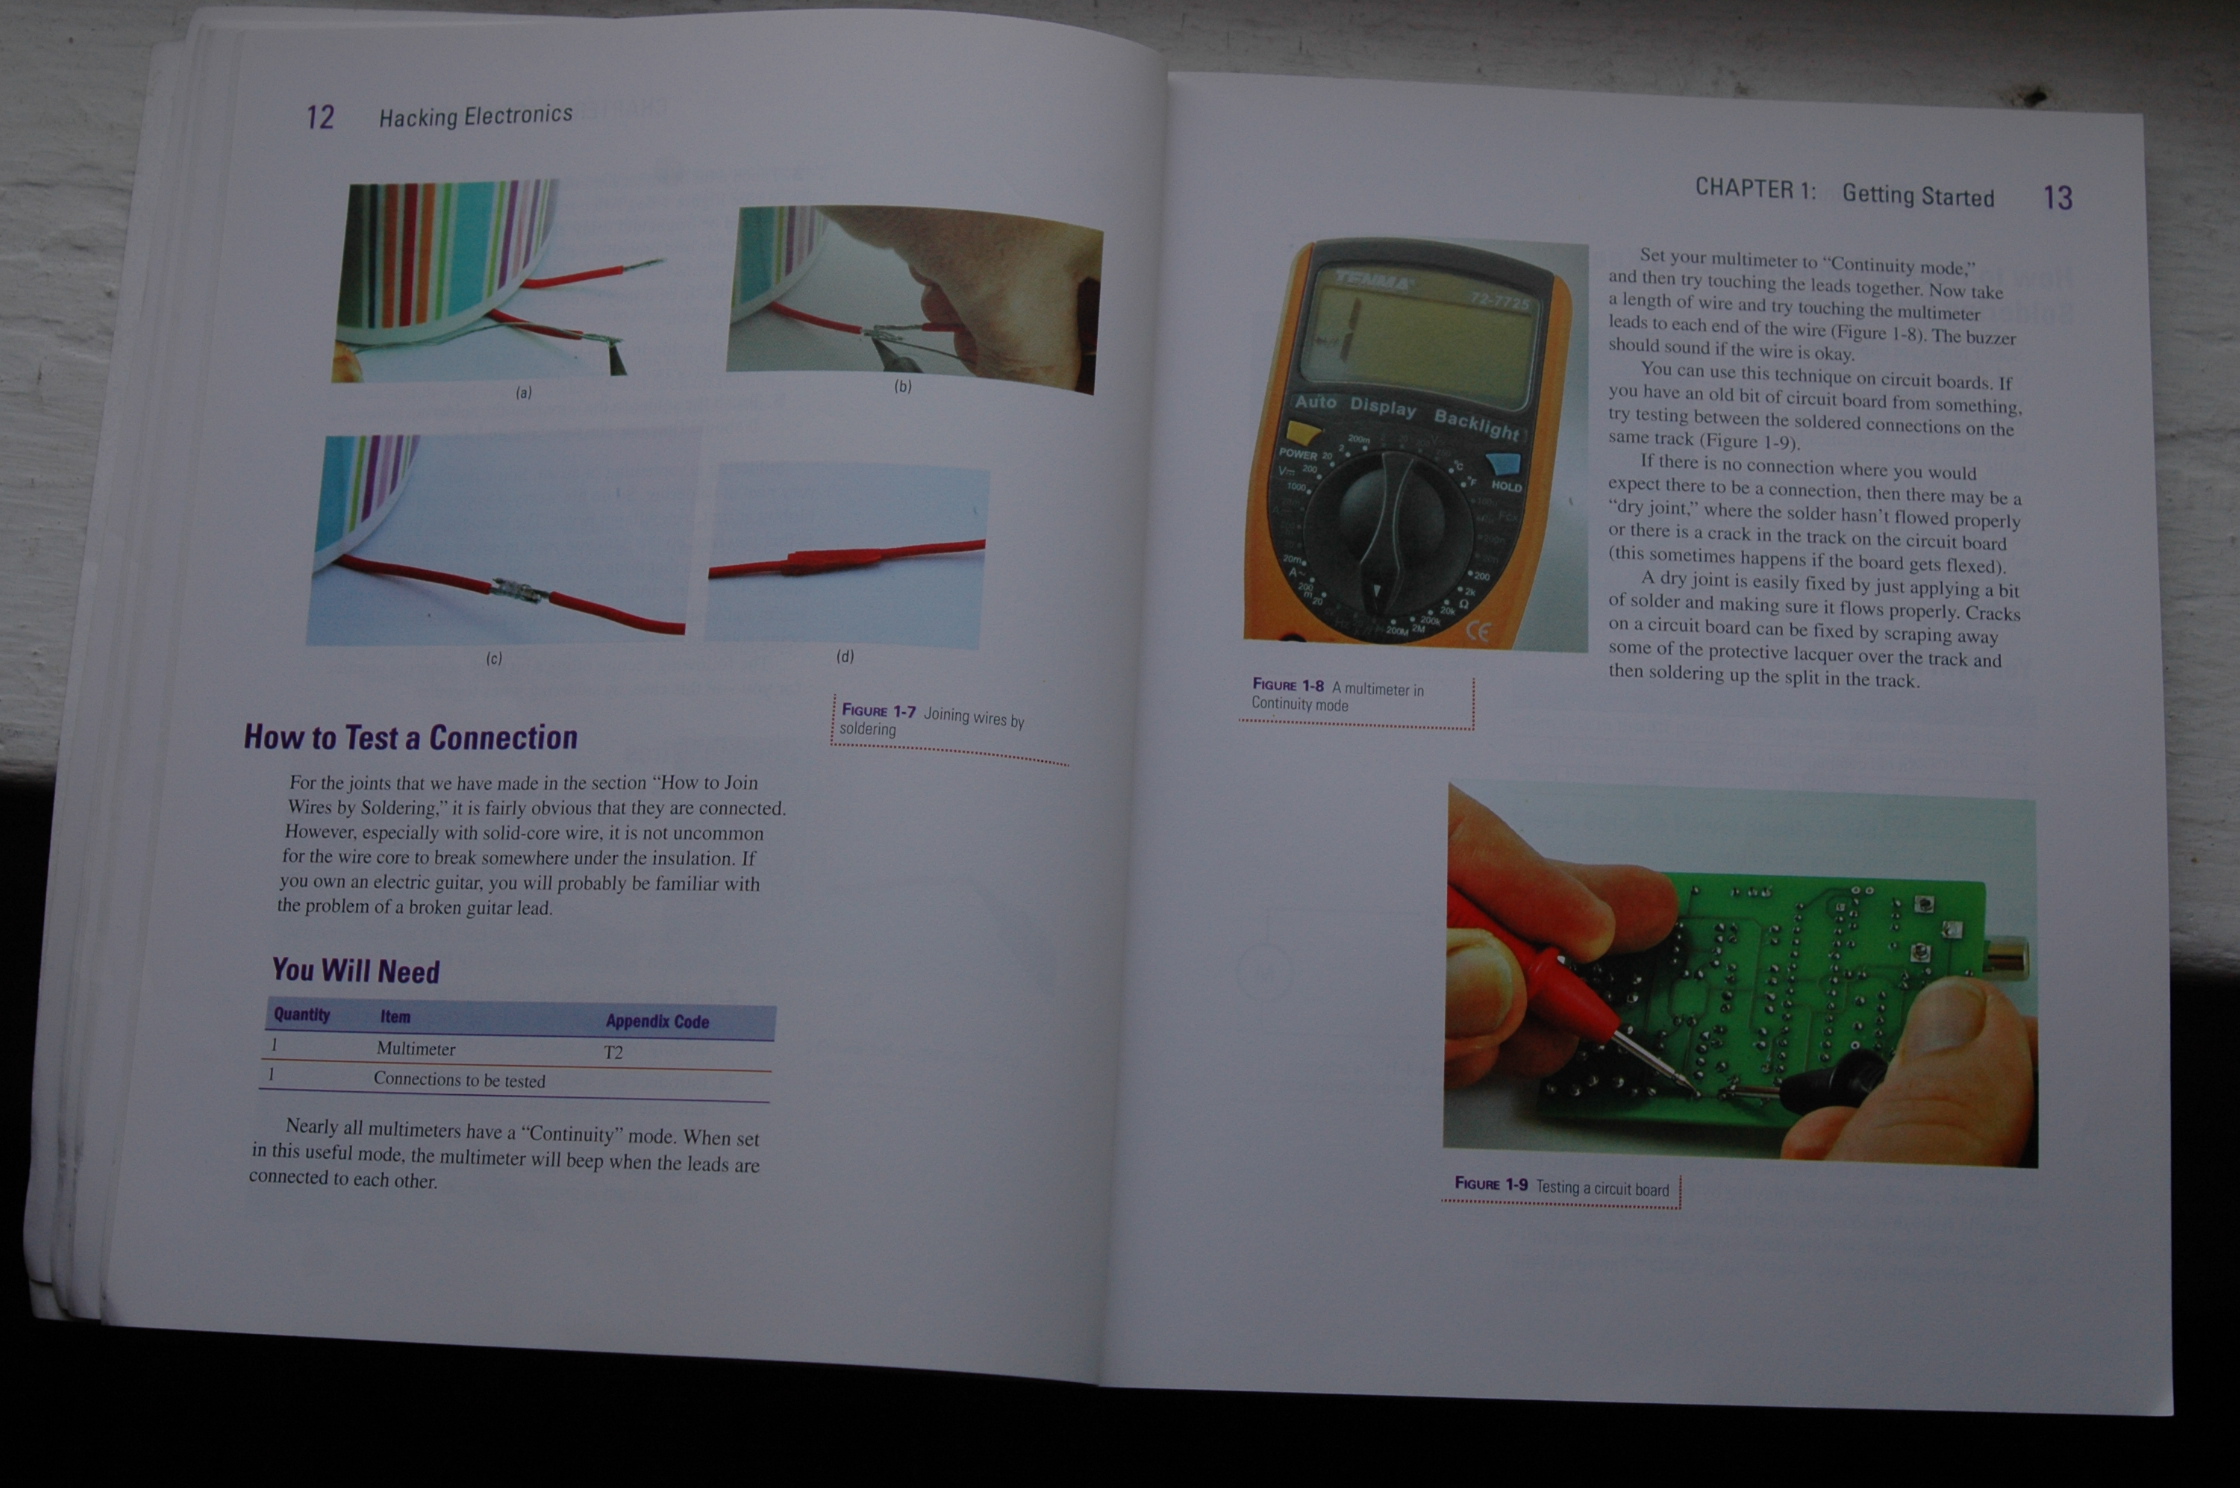 12 Hacking Electronics
(a)
(b)
(c)
(d)
FIGURE 1-7 Joining wires by
soldering
How to Test a Connection
For the joints that we have made in the section “How to Join
Wires by Soldering,” it is fairly obvious that they are connected.
However, especially with solid-core wire, it is not uncommon
for the wire core to break somewhere under the insulation. If
you own an electric guitar, you will probably be familiar with
the problem of a broken guitar lead.
You Will Need
Quantity Item Appendix Code
1 Multimeter T2
1 Connections to be tested
Nearly all multimeters have a “Continuity” mode. When set
in this useful mode, the multimeter will beep when the leads are
connected to each other.
CHAPTER 1: Getting Started 13
TENMA
72-7725
Auto Display Backlight
POWER
HOLD
200m
2
20
V
200
1000
°C
°F
20m
A
200
m
20
200
2k
Ω
20k
200k
2M
200M
CE
FIGURE 1-8 A multimeter in
Continuity mode
Set your multimeter to “Continuity mode,”
and then try touching the leads together. Now take
a length of wire and try touching the multimeter
leads to each end of the wire (Figure 1-8). The buzzer
should sound if the wire is okay.
You can use this technique on circuit boards. If
you have an old bit of circuit board from something,
try testing between the soldered connections on the
same track (Figure 1-9).
If there is no connection where you would
expect there to be a connection, then there may be a
“dry joint,” where the solder hasn’t flowed properly
or there is a crack in the track on the circuit board
(this sometimes happens if the board gets flexed).
A dry joint is easily fixed by just applying a bit
of solder and making sure it flows properly. Cracks
on a circuit board can be fixed by scraping away
some of the protective lacquer over the track and
then soldering up the split in the track.
FIGURE 1-9 Testing a circuit board